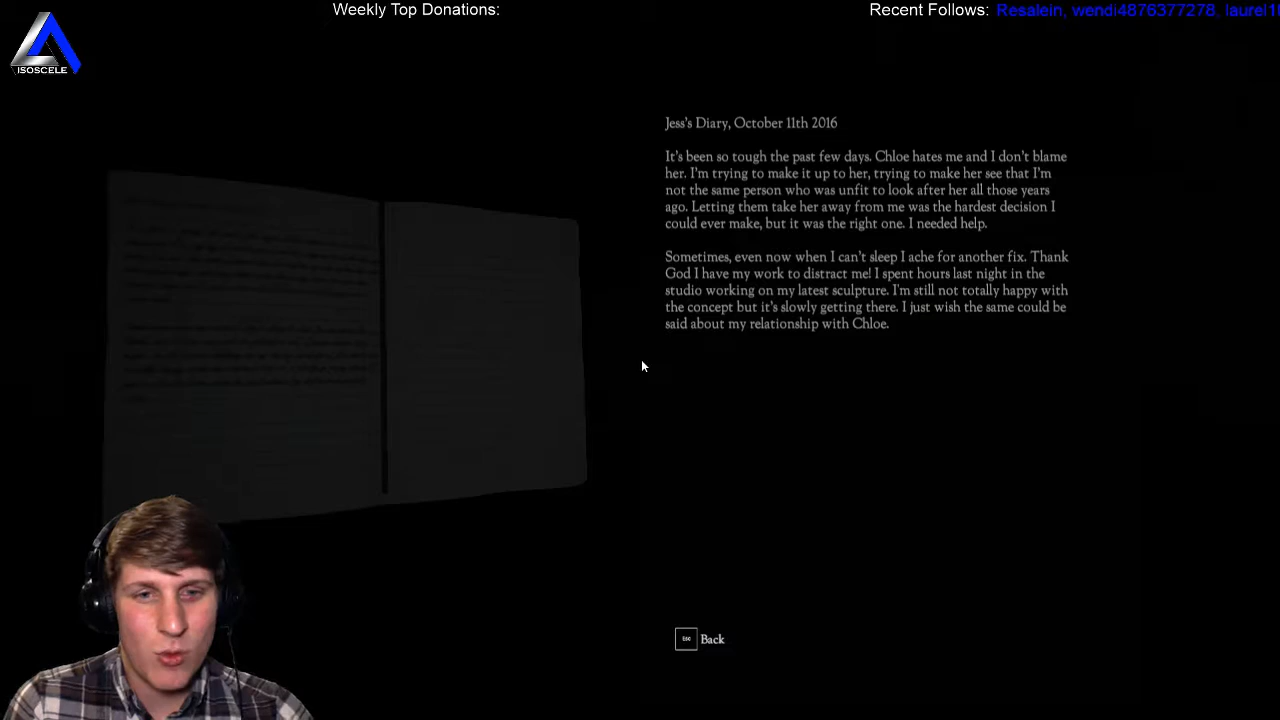 Weekly Top Donations:
Recent Follows: Resalein, wendi4876377278,
ISOSCELE
Jess's Diary, October 11th 2016
It's been so tough the past few days. Chloe hates me and I don't blame
her. I'm trying to make it up to her, trying to make her see that I'm
not the same person who was unfit to look after her all those years
ago. Letting them take her away from me was the hardest decision I
could ever make, but it was the right one. I needed help.
Sometimes, even now when I can't sleep I ache for another fix. Thank
God I have my work to distract me! I spent hours last night in the
studio working on my latest sculpture. I'm still not totally happy with
the concept but it's slowly getting there. I just wish the same could be
said about my relationship with Chloe.
Esc Back